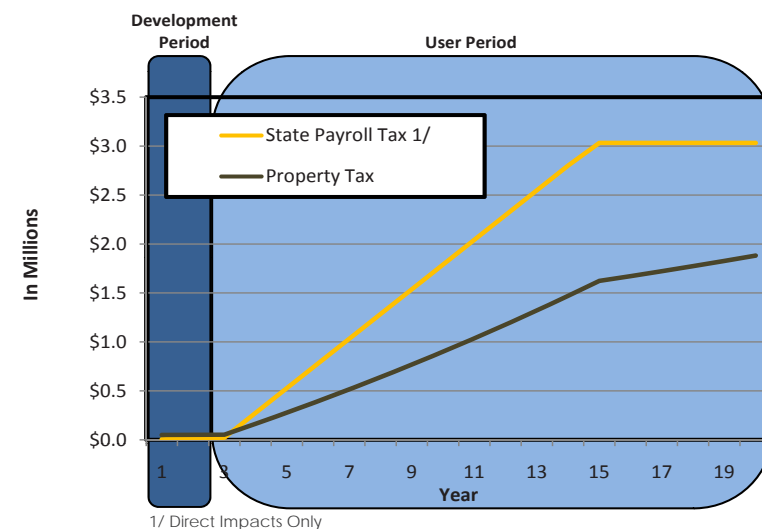 Development
Period
User Period
$3.5
$3.0
$2.5
$2.0
$1.5
$1.0
$0.5
$0.0
In Millions
State Payroll Tax 1/
Property Tax
1 3 5 7 9 11 13 15 17 19
Year
1/ Direct Impacts Only